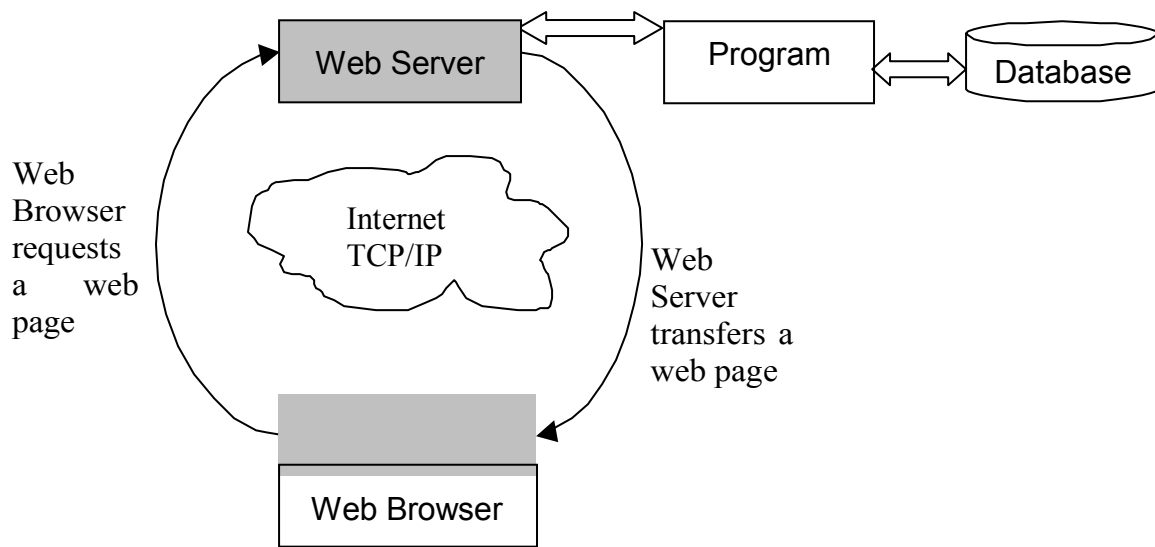 Web Server
Program
Database
Web
Browser
requests
a web
page
Internet
TCP/IP
Web
Server
transfers a
web page
Web Browser